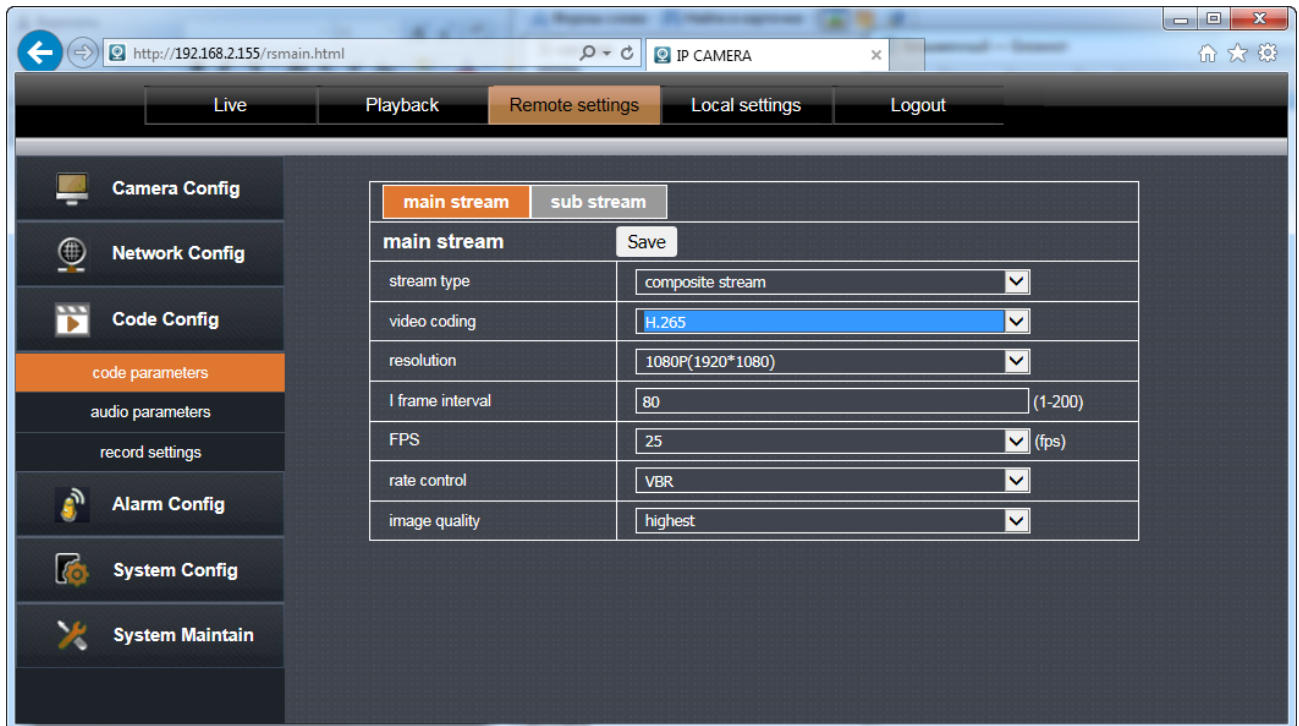 http://192.168.2.155/rsmain.html
IP CAMERA
Live Playback Remote settings Local settings Logout
Camera Config
Network Config
Code Config
code parameters
audio parameters
record settings
Alarm Config
System Config
System Maintain
main stream sub stream
main stream Save
stream type composite stream
video coding H.265
resolution 1080P(1920*1080)
I frame interval 80 (1-200)
FPS 25 (fps)
rate control VBR
image quality highest